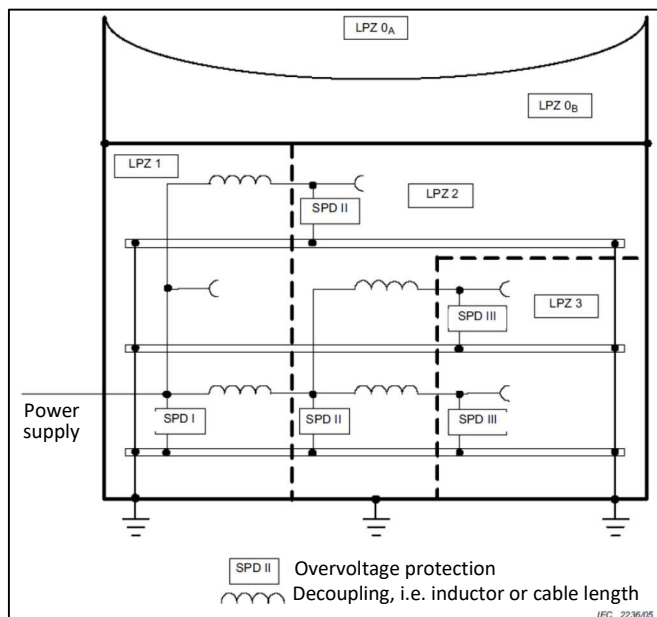 LPZ 0A
LPZ 0B
LPZ 1
SPD II
LPZ 2
SPD III
LPZ 3
Power
supply
SPD I
SPD II
SPD III
SPD II Overvoltage protection
Decoupling, i.e. inductor or cable length
IEC 2236/05